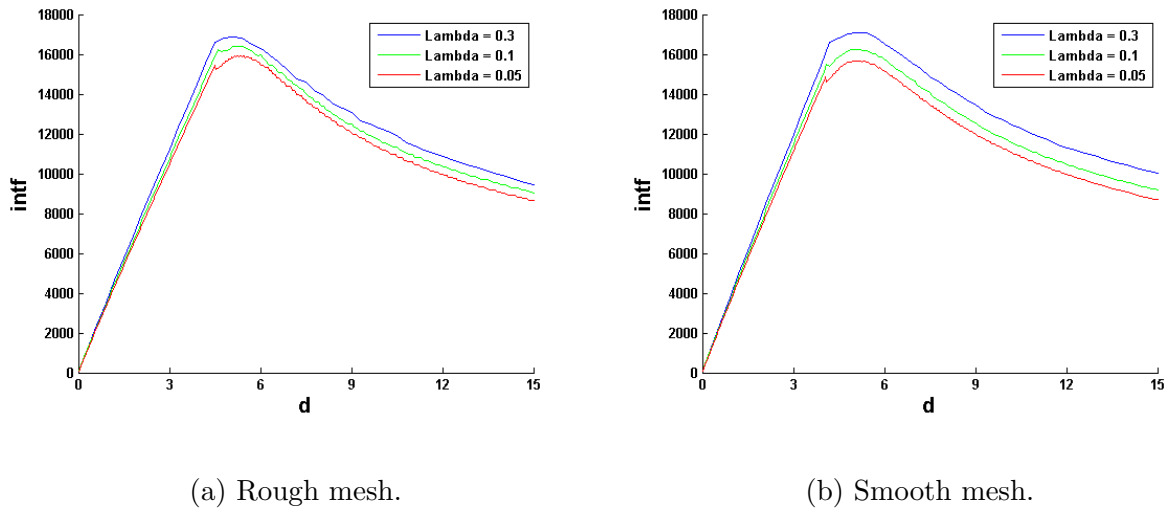 18000
16000
14000
12000
10000
8000
6000
4000
2000
0
intf
0 3 6 9 12 15
d
Lambda = 0.3
Lambda = 0.1
Lambda = 0.05
(a) Rough mesh.
18000
16000
14000
12000
10000
8000
6000
4000
2000
0
intf
0 3 6 9 12 15
d
Lambda = 0.3
Lambda = 0.1
Lambda = 0.05
(b) Smooth mesh.